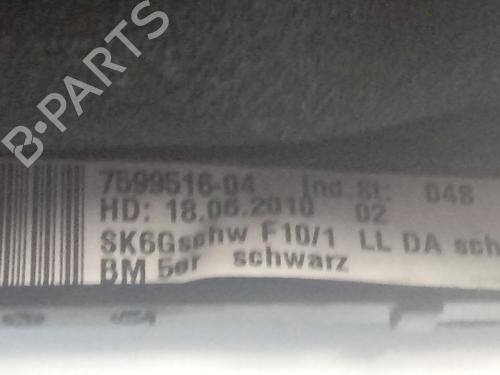 B-PARTS
7599516-04 Ind.St: 048
HD: 18.06.2010 02
SK6Gschw F10/1 LL DA sch
BM 5er schwarz